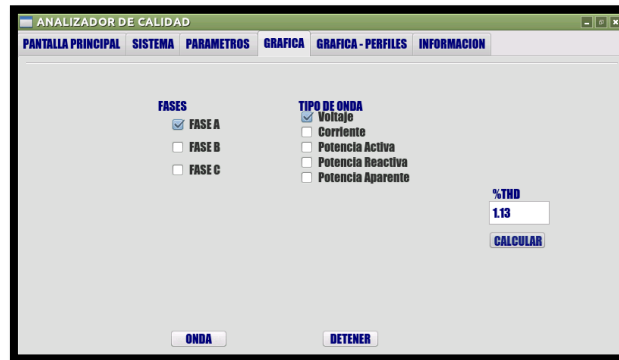 ANALIZADOR DE CALIDAD
PANTALLA PRINCIPAL SISTEMA PARAMETROS GRAFICA GRAFICA - PERFILES INFORMACION
FASES
FASE A
FASE B
FASE C
TIPO DE ONDA
Voltaje
Corriente
Potencia Activa
Potencia Reactiva
Potencia Aparente
%THD
1.13
CALCULAR
ONDA DETENER